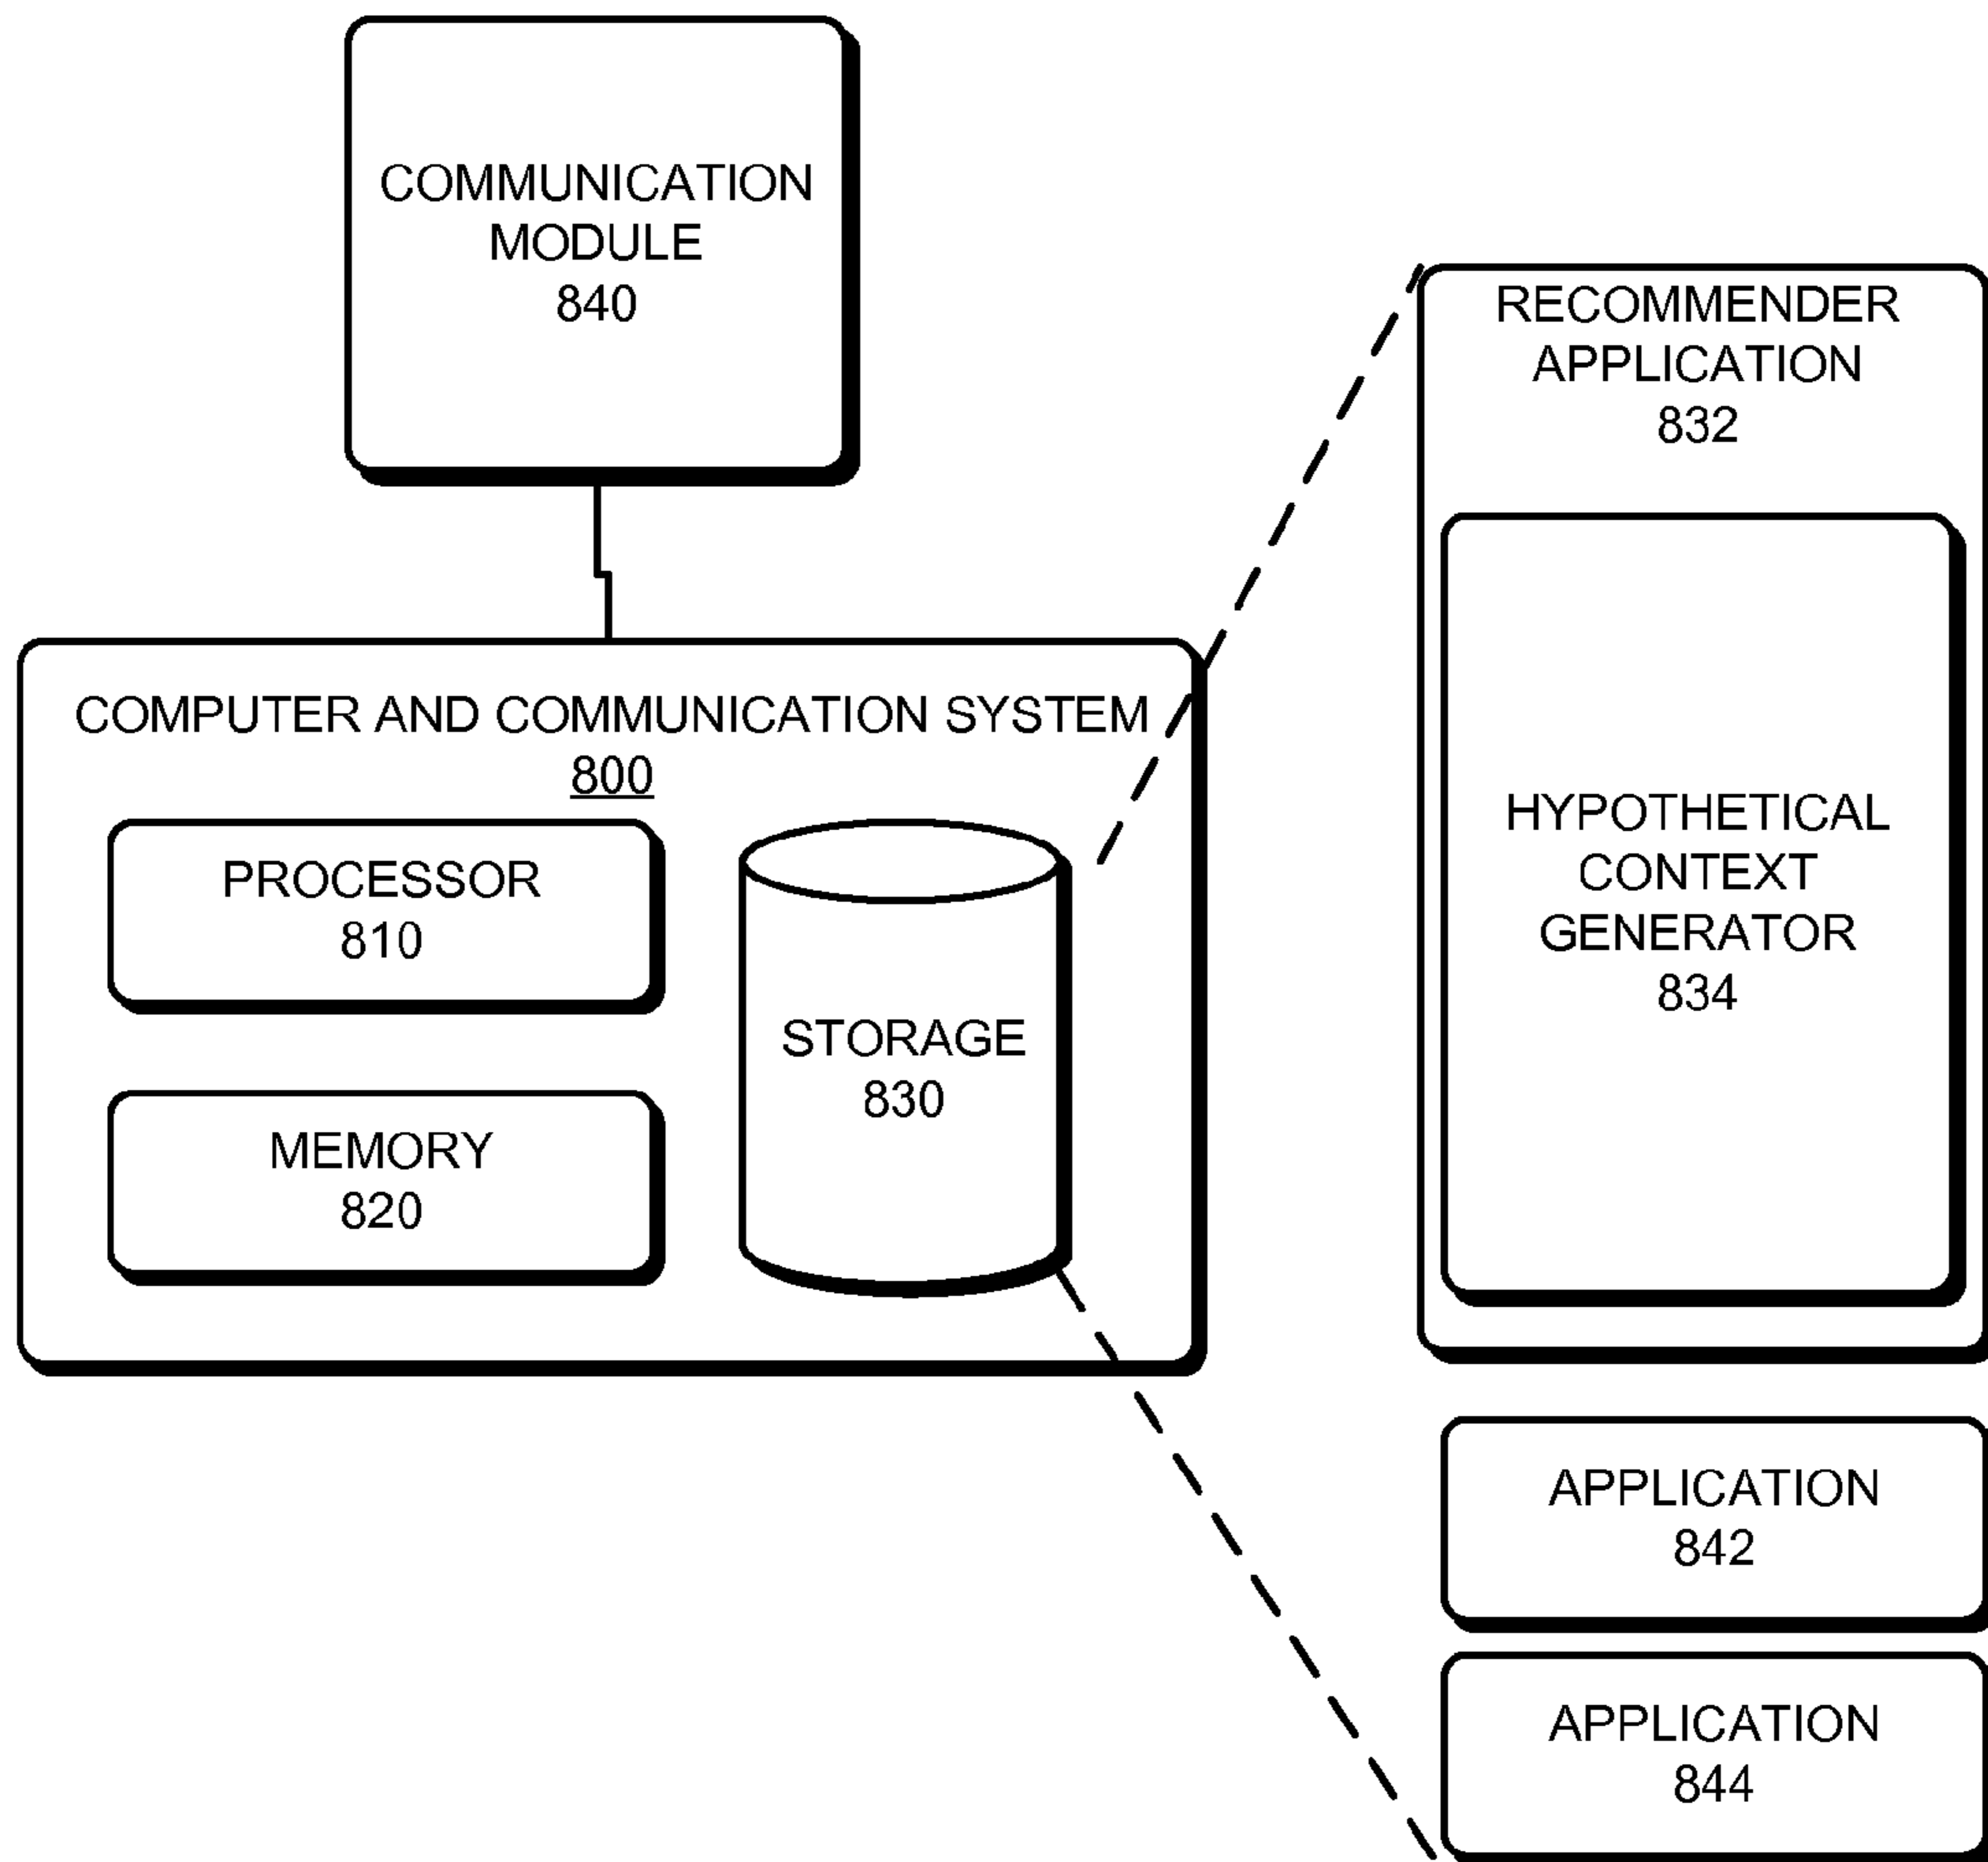 COMMUNICATION
MODULE
840
COMPUTER AND COMMUNICATION SYSTEM
800
PROCESSOR
810
MEMORY
820
STORAGE
830
RECOMMENDER
APPLICATION
832
HYPOTHETICAL
CONTEXT
GENERATOR
834
APPLICATION
842
APPLICATION
844